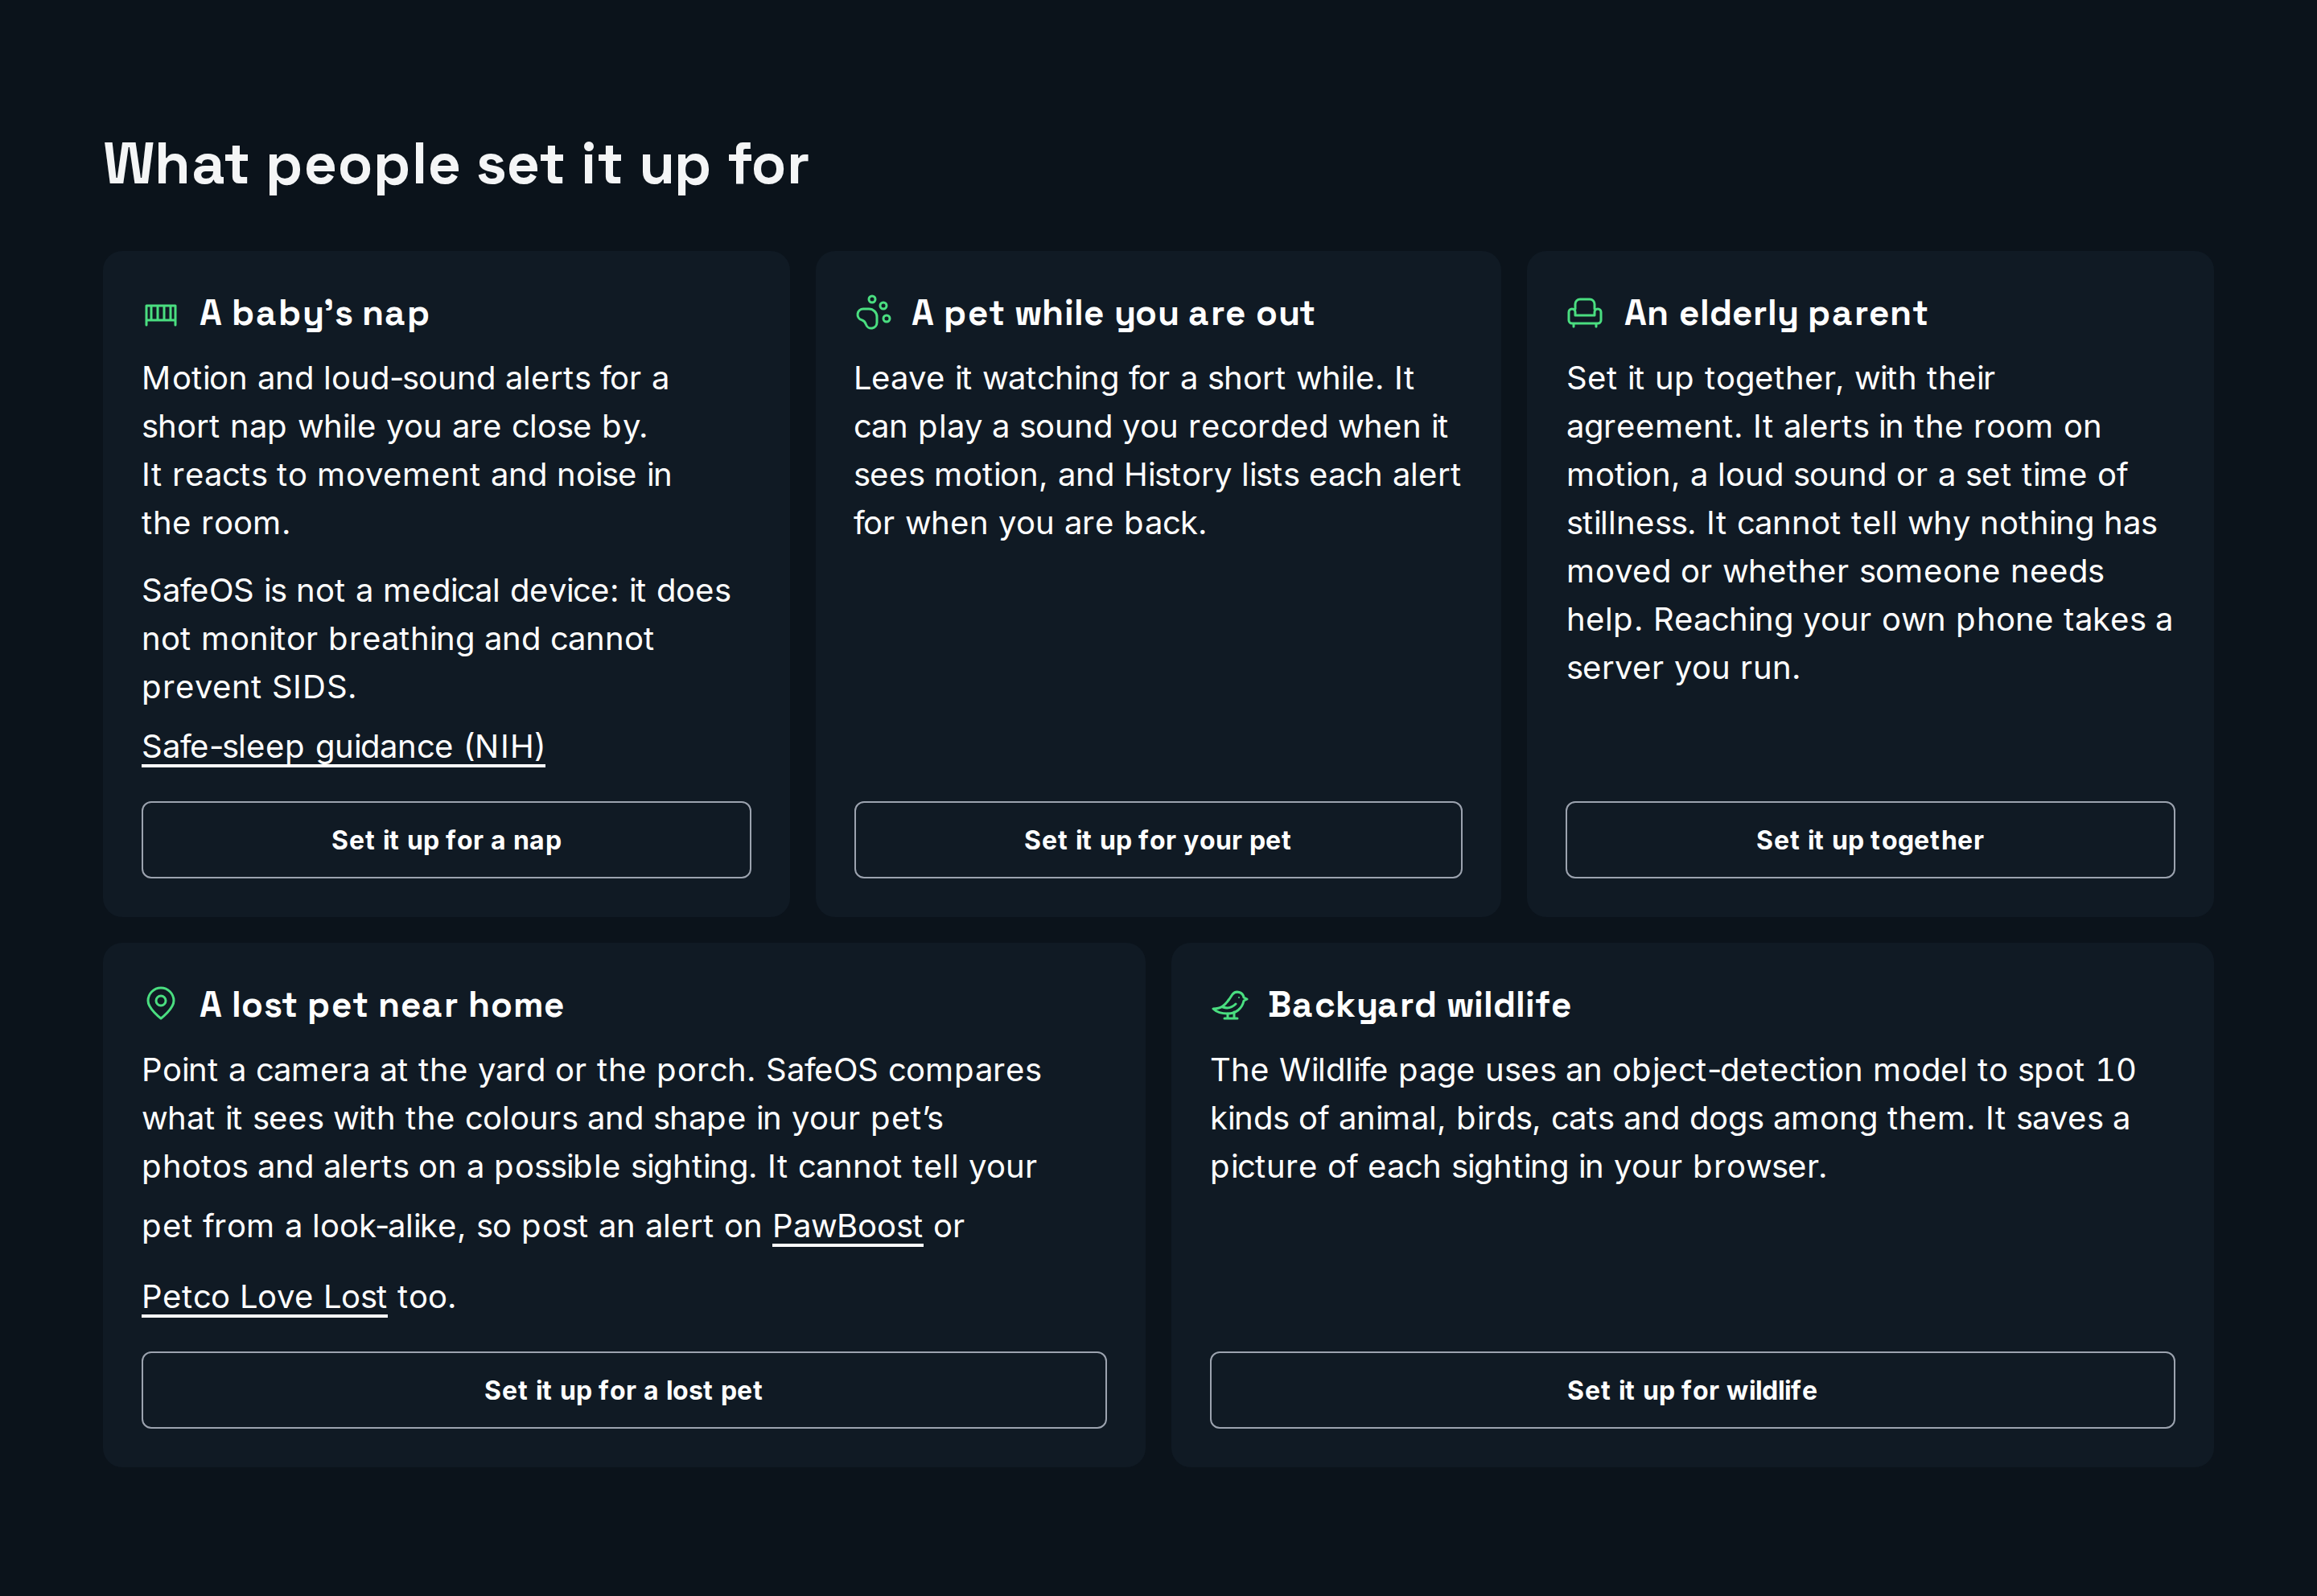 What people set it up for
A baby’s nap
Motion and loud-sound alerts for a
short nap while you are close by.
It reacts to movement and noise in
the room.
SafeOS is not a medical device: it does
not monitor breathing and cannot
prevent SIDS.
Safe-sleep guidance (NIH)
Set it up for a nap
A pet while you are out
Leave it watching for a short while. It
can play a sound you recorded when it
sees motion, and History lists each alert
for when you are back.
Set it up for your pet
An elderly parent
Set it up together, with their
agreement. It alerts in the room on
motion, a loud sound or a set time of
stillness. It cannot tell why nothing has
moved or whether someone needs
help. Reaching your own phone takes a
server you run.
Set it up together
A lost pet near home
Point a camera at the yard or the porch. SafeOS compares
what it sees with the colours and shape in your pet’s
photos and alerts on a possible sighting. It cannot tell your
pet from a look-alike, so post an alert on PawBoost or
Petco Love Lost too.
Set it up for a lost pet
Backyard wildlife
The Wildlife page uses an object-detection model to spot 10
kinds of animal, birds, cats and dogs among them. It saves a
picture of each sighting in your browser.
Set it up for wildlife